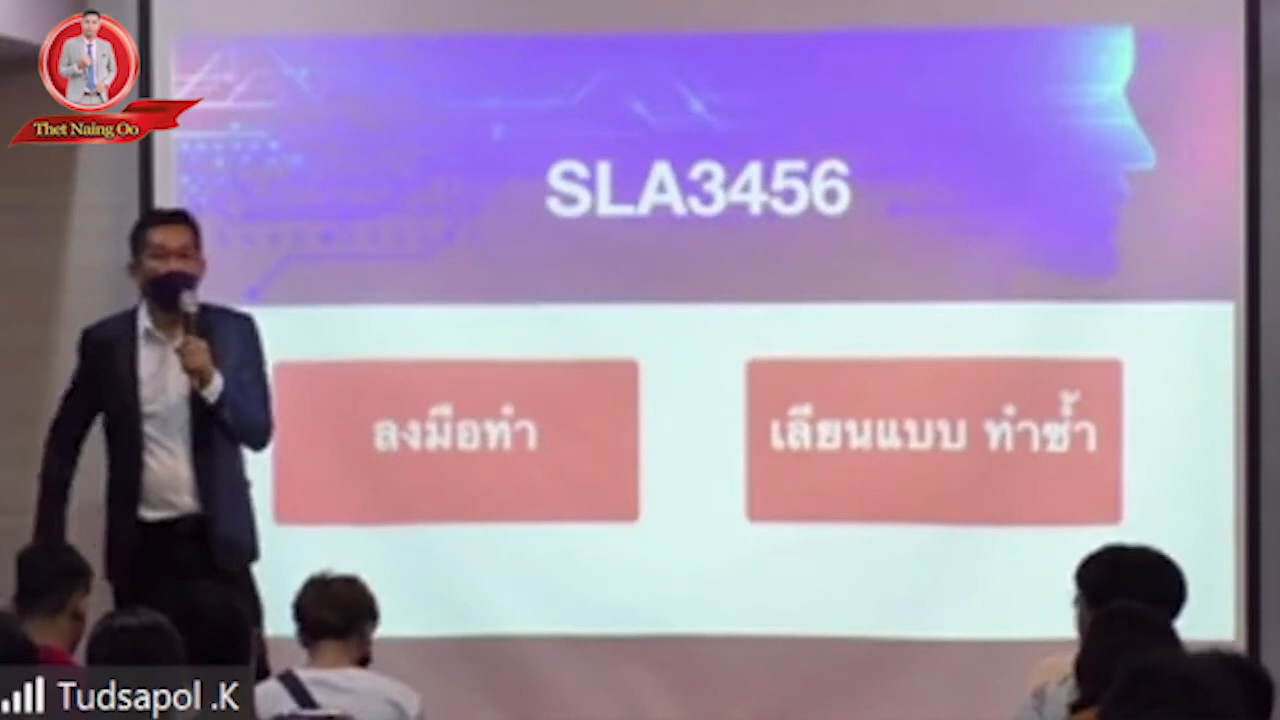 Thet Naing Oo
SLA3456
ลงมือทำ
เลียนแบบ ทำซ้ำ
Tudsapol .K